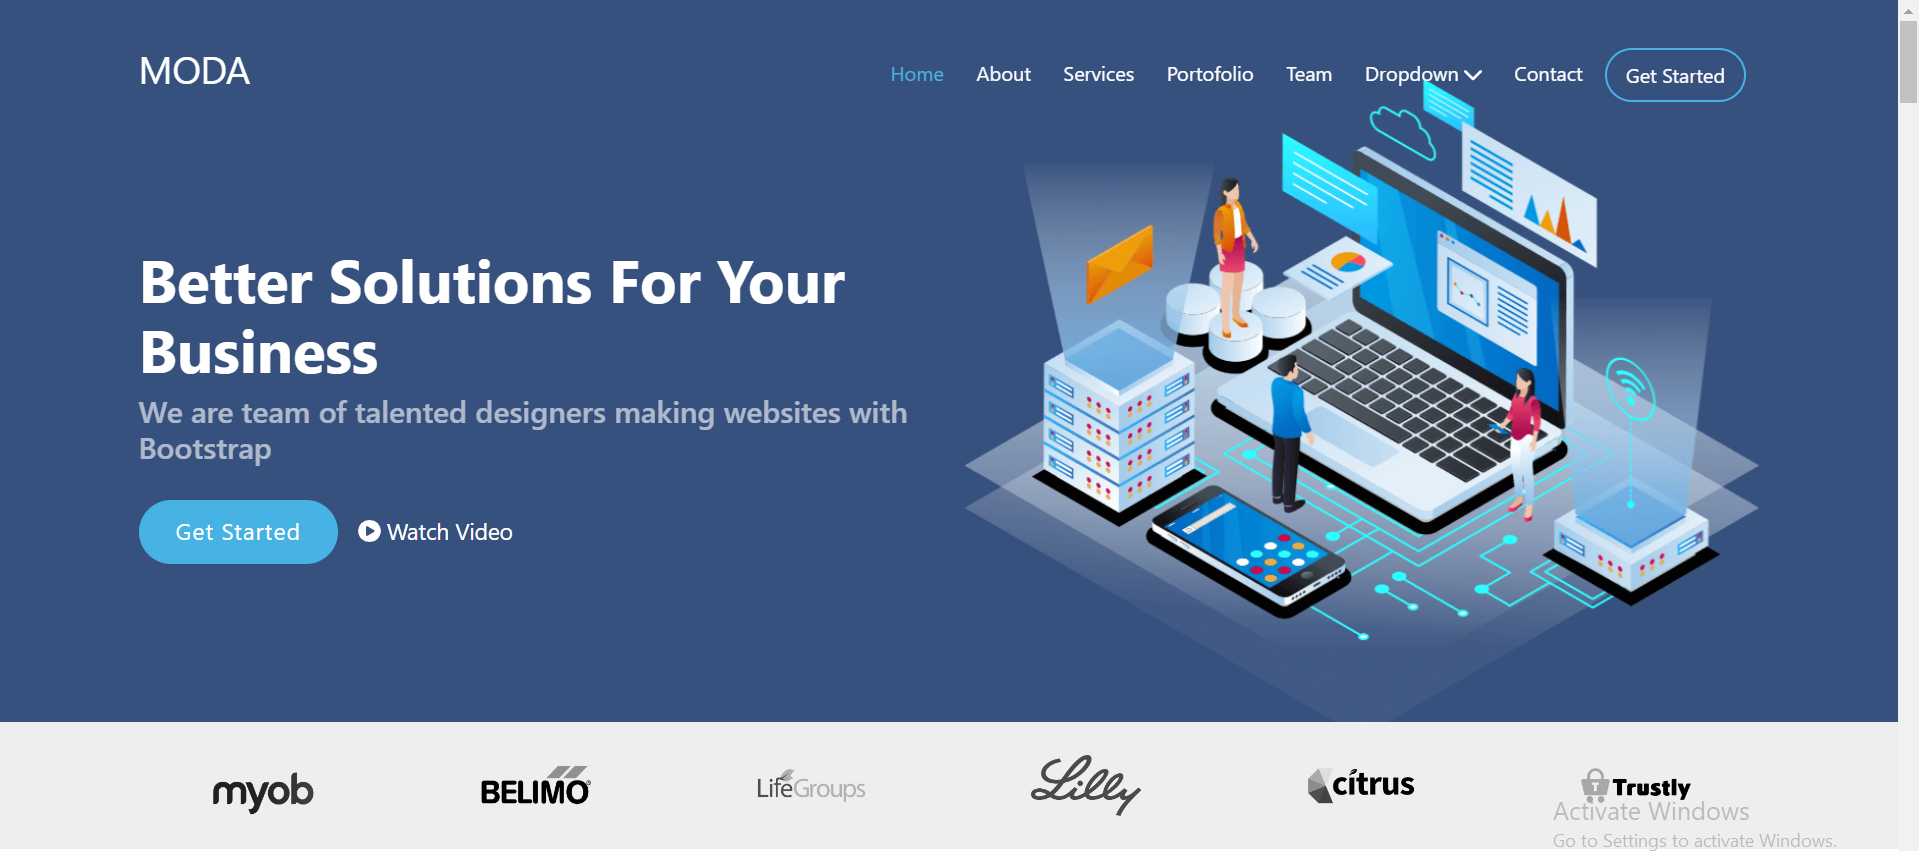 MODA
Home About Services Portofolio Team Dropdown Contact Get Started
Better Solutions For Your
Business
We are team of talented designers making websites with
Bootstrap
Get Started Watch Video
myob BELIMO® LifeGroups Lilly citrus Trustly
Activate Windows
Go to Settings to activate Windows.